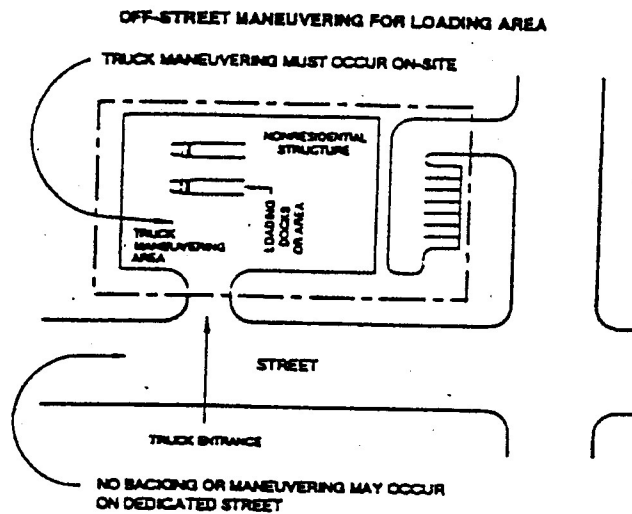 OFF-STREET MANEUVERING FOR LOADING AREA
TRUCK MANEUVERING MUST OCCUR ON-SITE
NONRESIDENTIAL
STRUCTURE
LOADING
DOCKS
OR AREA
TRUCK
MANEUVERING
AREA
STREET
TRUCK ENTRANCE
NO BACKING OR MANEUVERING MAY OCCUR
ON DEDICATED STREET